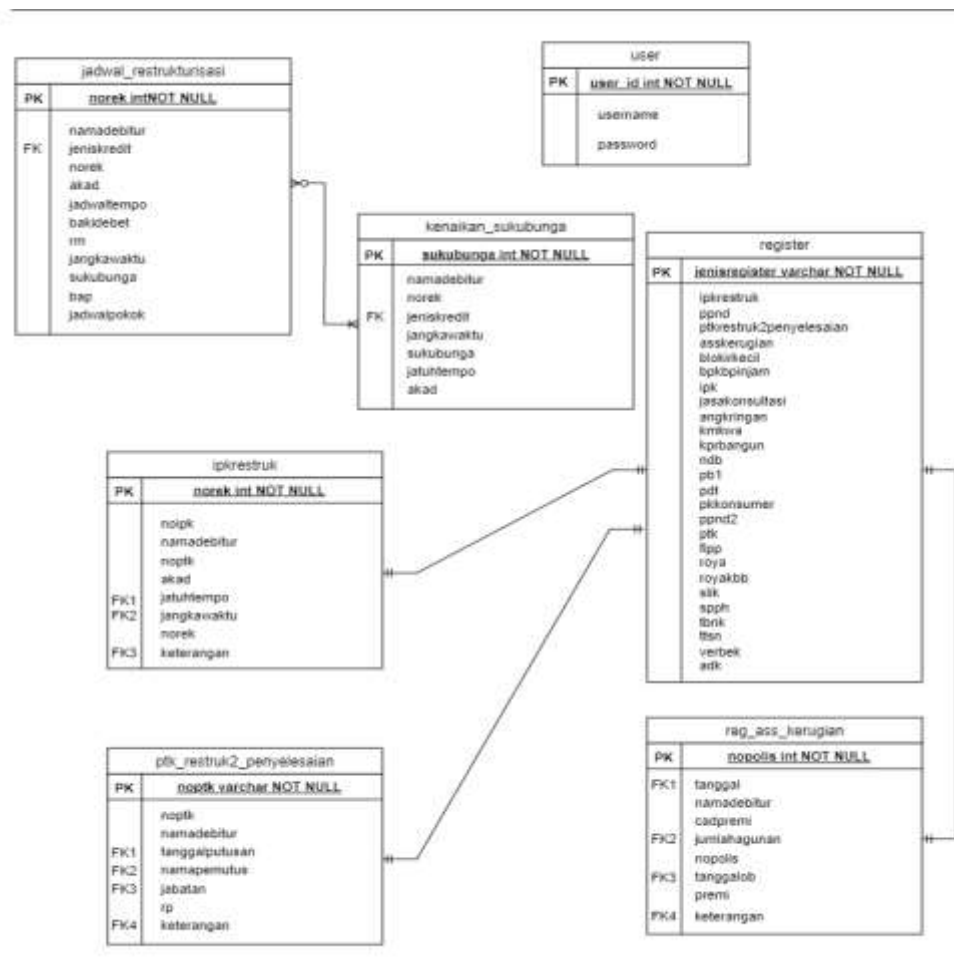 jadwal_restrukturisasi
PK norek intNOT NULL
namadebitur
FK jeniskredit
norek
akad
jadwaltempo
bakidebet
rm
jangkawaktu
sukubunga
bap
jadwalpokok
user
PK user_id int NOT NULL
username
password
kenaikan_sukubunga
PK sukubunga int NOT NULL
namadebitur
norek
FK jeniskredit
jangkawaktu
sukubunga
jatuhtempo
akad
register
PK jenisregister varchar NOT NULL
ipkrestruk
ppnd
ptkrestruk2penyelesaian
asskerugian
blokirkecil
bpkbpinjam
ipk
jasakonsultasi
angkringan
kmkwa
kprbangun
ndb
pb1
pdf
pkkonsumer
ppnd2
ptk
flpp
roya
royakbb
slik
spph
tbnk
verbek
adk
ipkrestruk
PK norek int NOT NULL
noipk
namadebitur
noptk
akad
FK1 jatuhtempo
FK2 jangkawaktu
norek
FK3 keterangan
ptk_restruk2_penyelesaian
PK noptk varchar NOT NULL
noptk
namadebitur
FK1 tanggalputusan
FK2 namapemutus
FK3 jabatan
rp
FK4 keterangan
reg_ass_kerugian
PK nopolis int NOT NULL
FK1 tanggal
namadebitur
cadpremi
FK2 jumlahagunan
nopolis
FK3 tanggalob
premi
FK4 keterangan